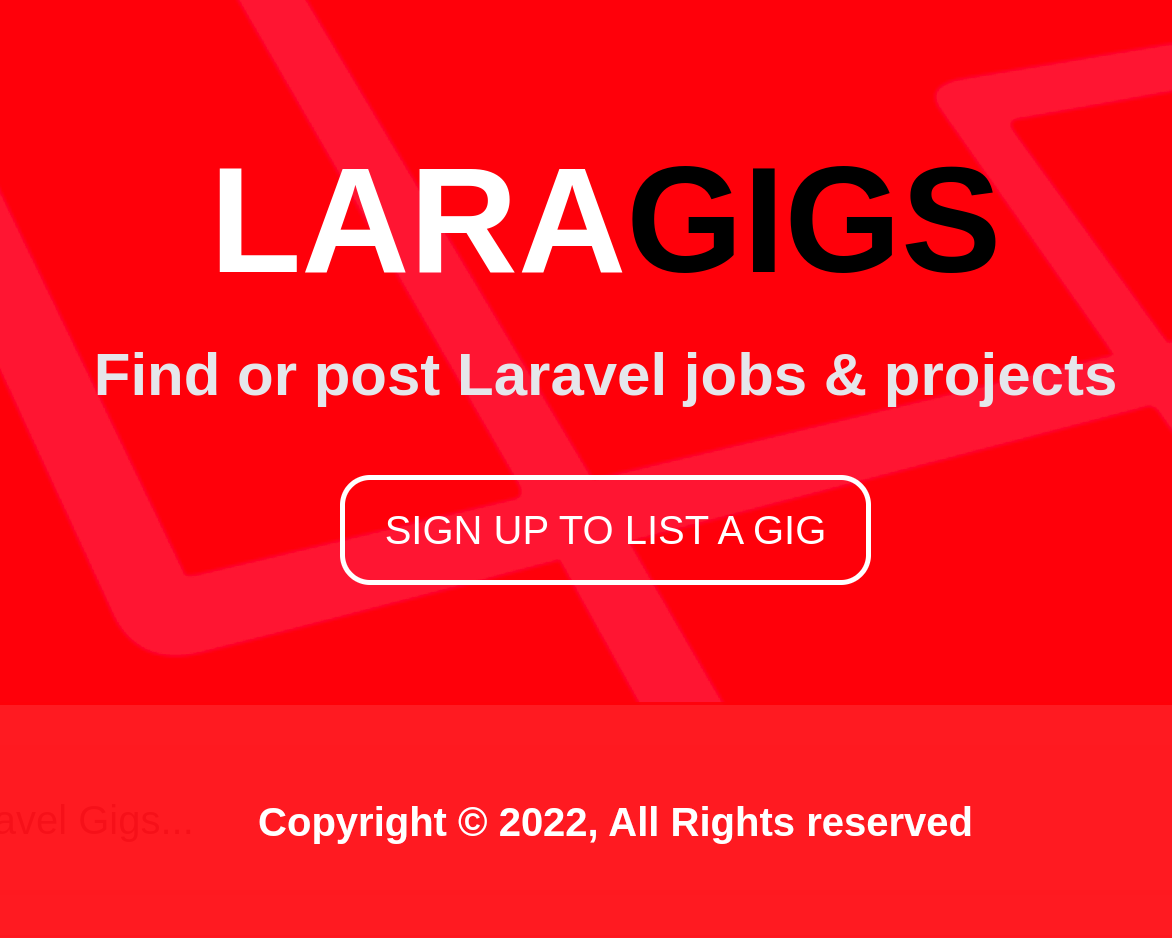 LARAGIGS
Find or post Laravel jobs & projects
SIGN UP TO LIST A GIG
avel Gigs...
Copyright © 2022, All Rights reserved